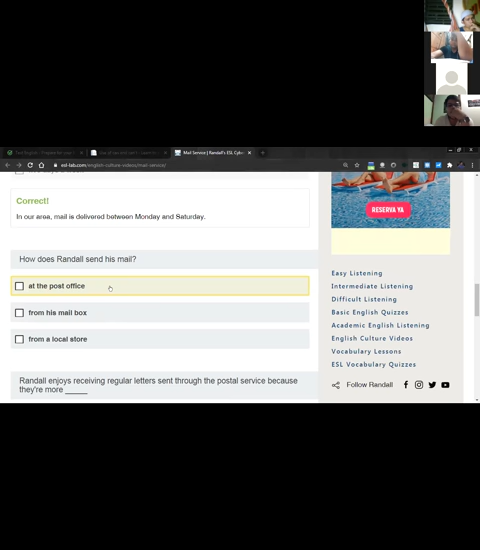 Mail Service | Randall's ESL Cyber
esl-lab.com/english-culture-videos/mail-service/
Correct!
In our area, mail is delivered between Monday and Saturday.
How does Randall send his mail?
at the post office
from his mail box
from a local store
Randall enjoys receiving regular letters sent through the postal service because
they're more _____
RESERVA YA
Easy Listening
Intermediate Listening
Difficult Listening
Basic English Quizzes
Academic English Listening
English Culture Videos
Vocabulary Lessons
ESL Vocabulary Quizzes
Follow Randall